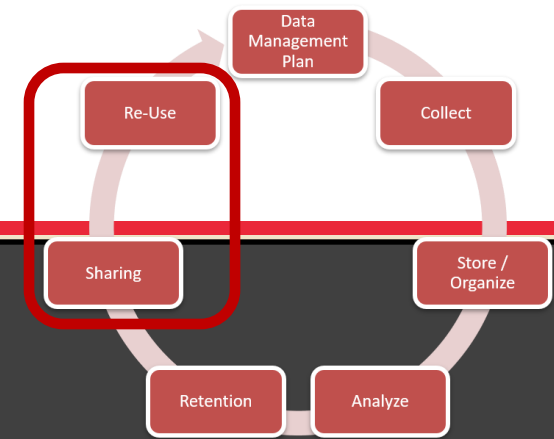 Data
Management
Plan
Re-Use
Collect
Sharing
Store /
Organize
Retention
Analyze